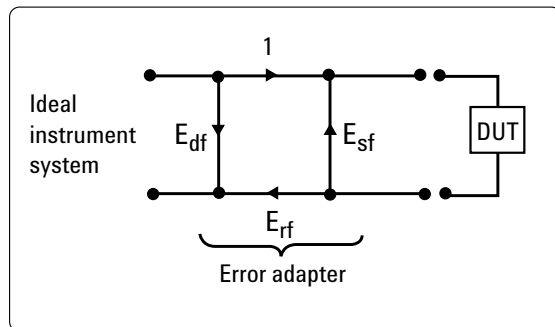 1
Ideal
instrument
system
Edf
Esf
DUT
Erf
Error adapter